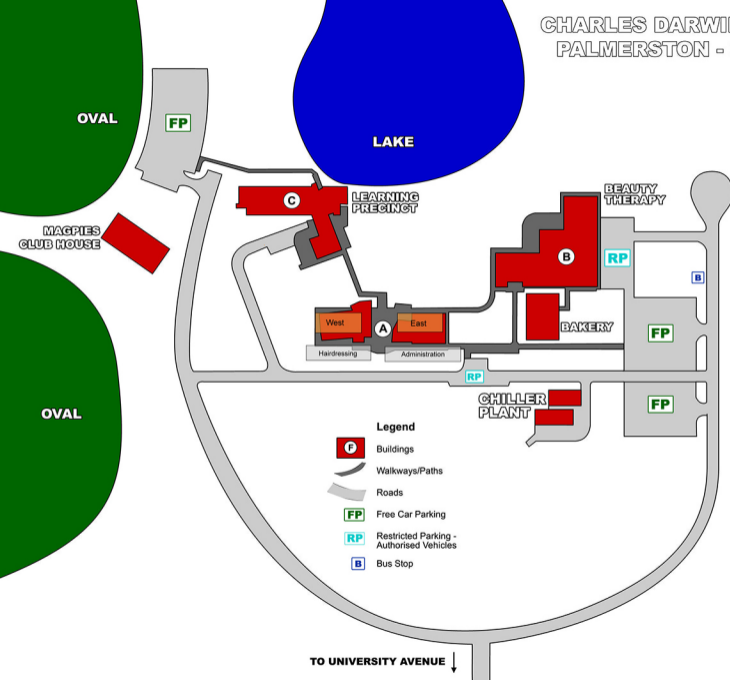 CHARLES DARWI
PALMERSTON -
OVAL
FP
LAKE
C
LEARNING
PRECINCT
BEAUTY
THERAPY
MAGPIES
CLUB HOUSE
B
RP
B
West
A
East
BAKERY
FP
Hairdressing
Administration
RP
CHILLER
PLANT
FP
OVAL
Legend
F
Buildings
Walkways/Paths
Roads
FP
Free Car Parking
RP
Restricted Parking -
Authorised Vehicles
B
Bus Stop
TO UNIVERSITY AVENUE